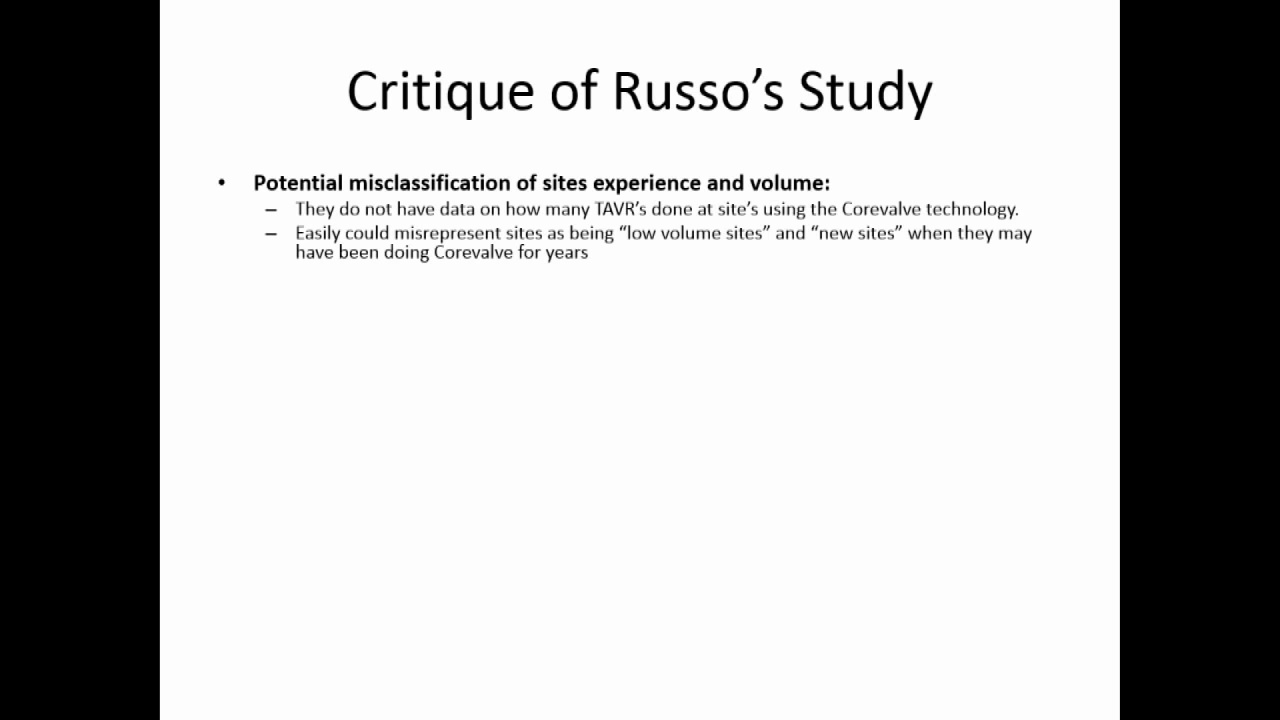 Critique of Russo’s Study
• Potential misclassification of sites experience and volume:
– They do not have data on how many TAVR’s done at site’s using the Corevalve technology.
– Easily could misrepresent sites as being “low volume sites” and “new sites” when they may
have been doing Corevalve for years